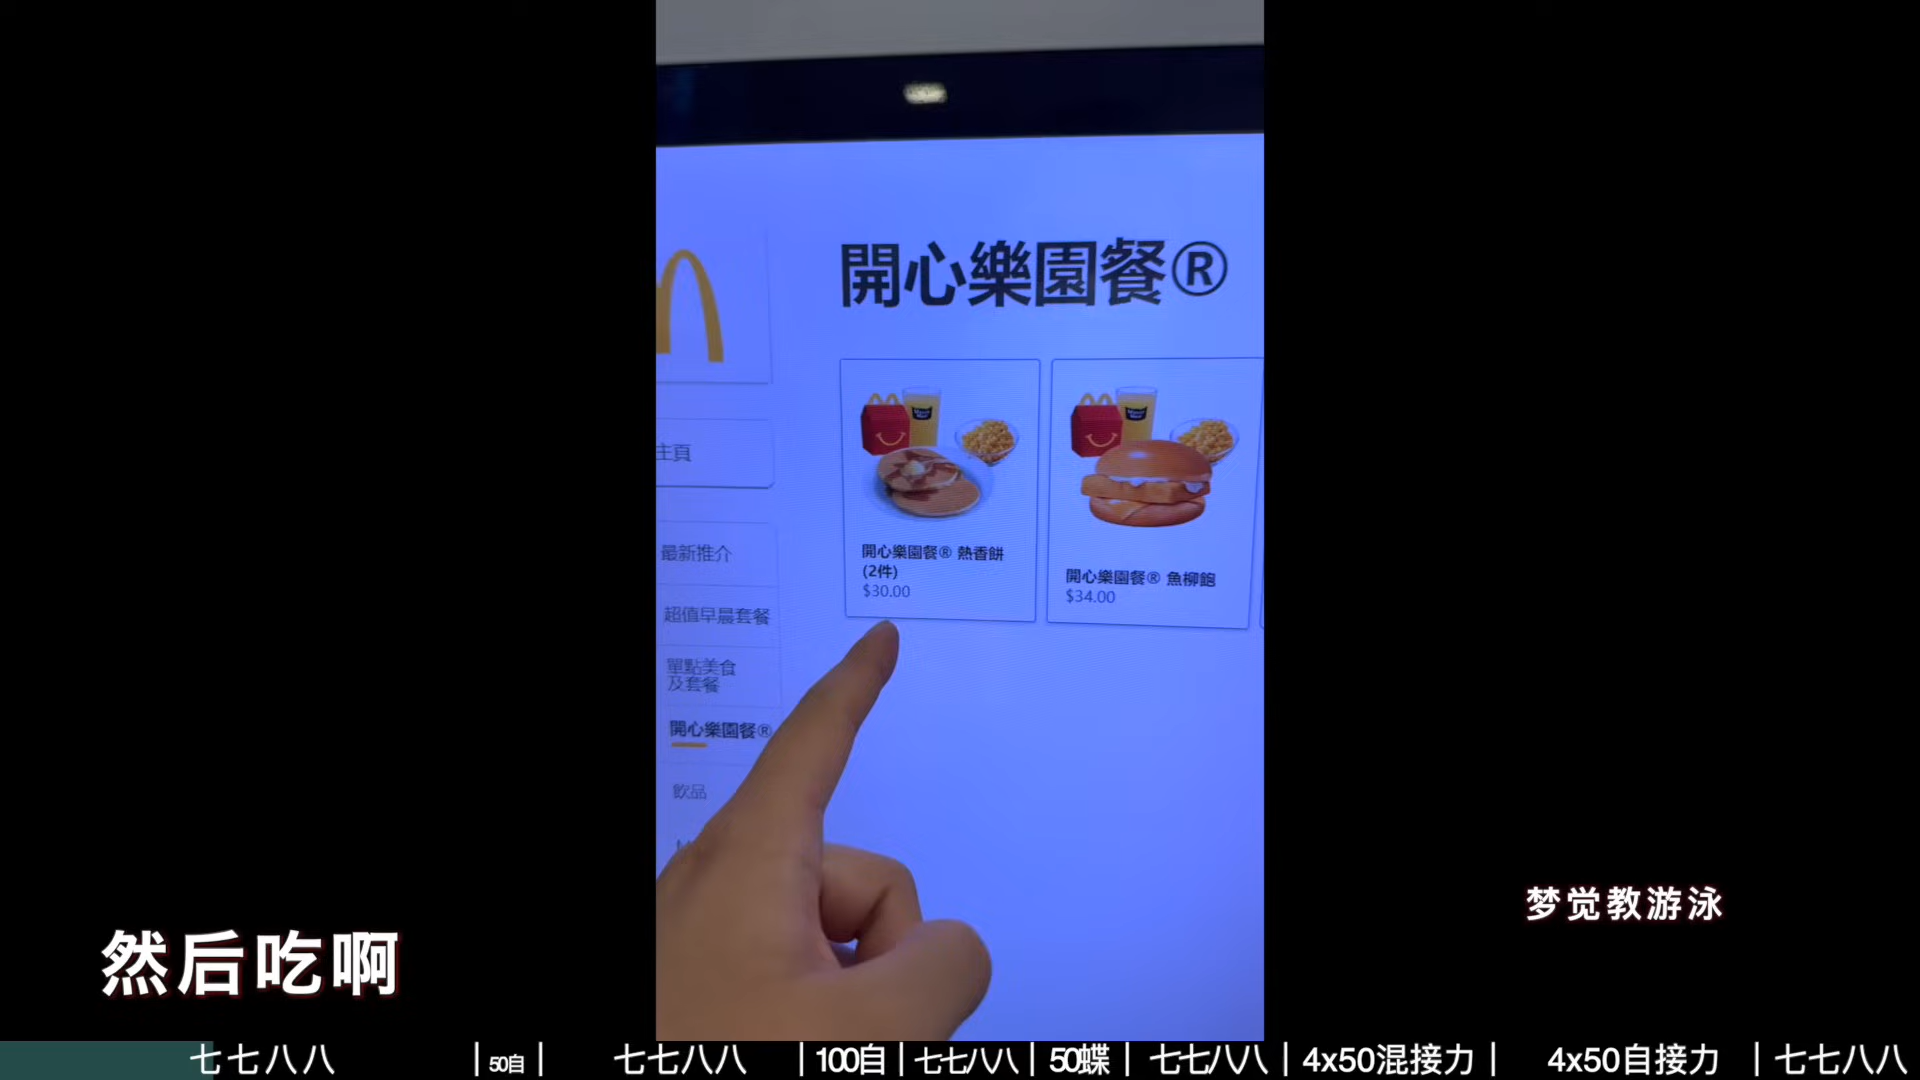 開心樂園餐®
主頁
最新推介
超值早晨套餐
單點美食
及套餐
開心樂園餐®
飲品
開心樂園餐® 熱香餅
(2件)
$30.00
開心樂園餐® 魚柳飽
$34.00
梦觉教游泳
然后吃啊
七七八八 |50自| 七七八八 |100自|七七八八|50蝶| 七七八八|4x50混接力| 4x50自接力 |七七八八